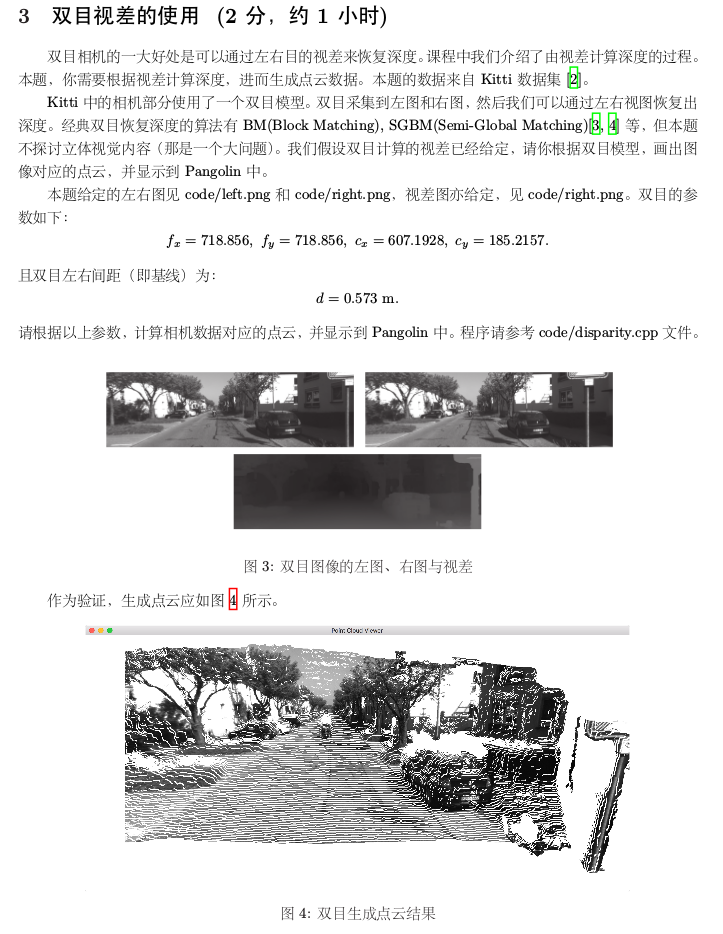 3 双目视差的使用 (2 分，约 1 小时)
双目相机的一大好处是可以通过左右目的视差来恢复深度。课程中我们介绍了由视差计算深度的过程。
本题，你需要根据视差计算深度，进而生成点云数据。本题的数据来自 Kitti 数据集 [2]。
Kitti 中的相机部分使用了一个双目模型。双目采集到左图和右图，然后我们可以通过左右视图恢复出
深度。经典双目恢复深度的算法有 BM(Block Matching), SGBM(Semi-Global Matching)[3, 4] 等，但本题
不探讨立体视觉内容（那是一个大问题）。我们假设双目计算的视差已经给定，请你根据双目模型，画出图
像对应的点云，并显示到 Pangolin 中。
本题给定的左右图见 code/left.png 和 code/right.png，视差图亦给定，见 code/right.png。双目的参
数如下：
fx = 718.856, fy = 718.856, cx = 607.1928, cy = 185.2157.
且双目左右间距（即基线）为：
d = 0.573 m.
请根据以上参数，计算相机数据对应的点云，并显示到 Pangolin 中。程序请参考 code/disparity.cpp 文件。
图 3: 双目图像的左图、右图与视差
作为验证，生成点云应如图 4 所示。
Point Cloud Viewer
图 4: 双目生成点云结果